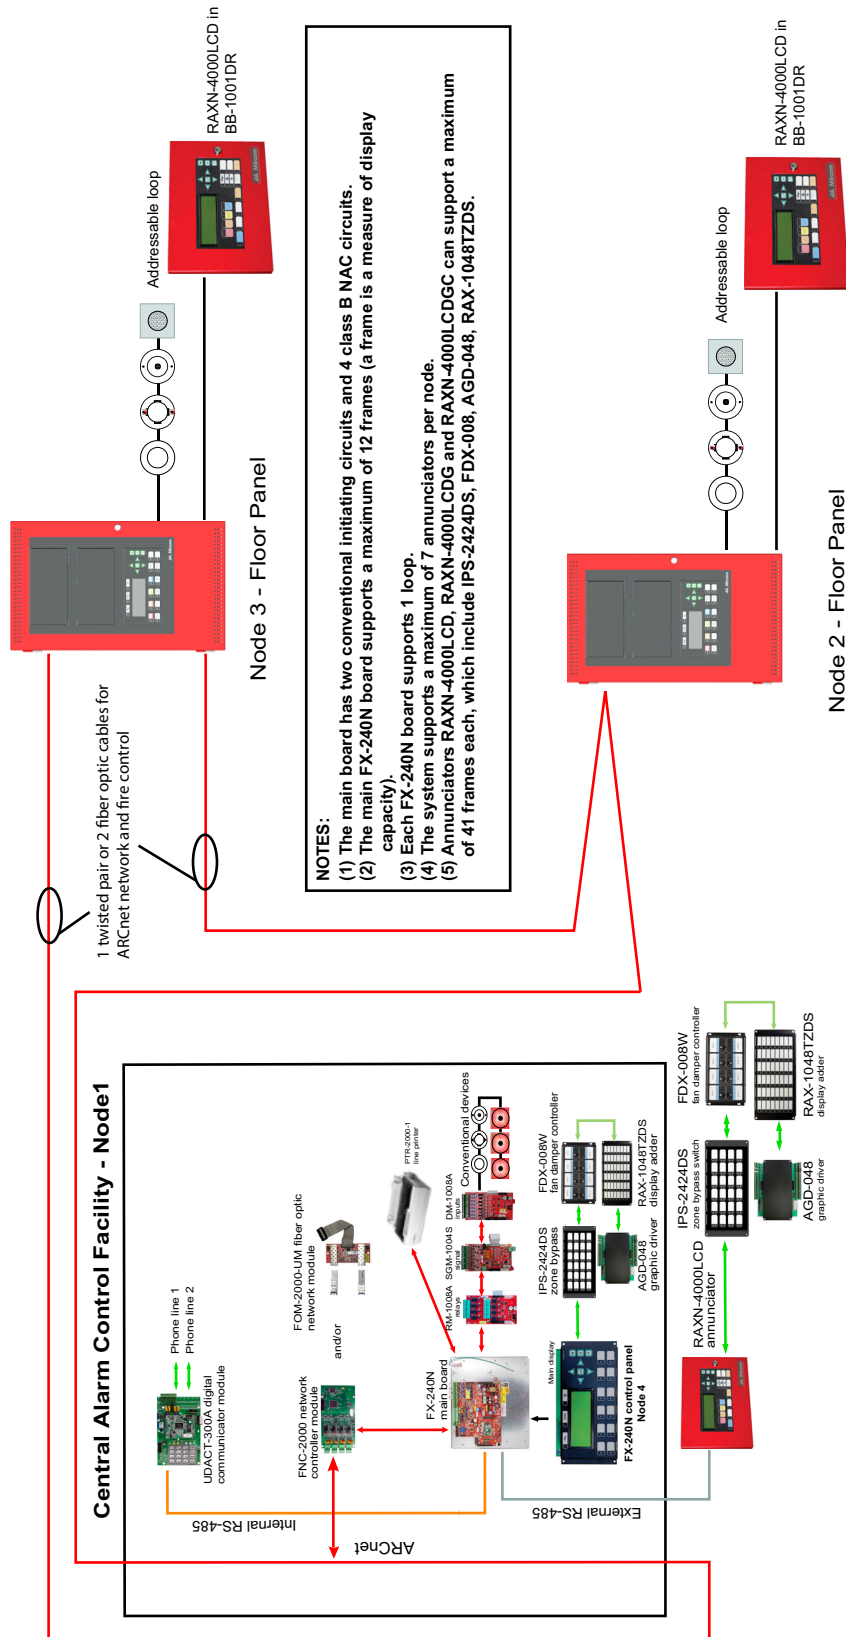 Central Alarm Control Facility - Node1
UDACT-300A digital
communicator module
Phone line 1
Phone line 2
FNC-2000 network
controller module
and/or
FOM-2000-UM fiber optic
network module
PTR-2000-1
line printer
FX-240N
main board
RM-1008A
relays
SGM-1004S
signal
DM-1008A
inputs
Conventional devices
Main display
FX-240N control panel
Node 4
IPS-2424DS
zone bypass
FDX-008W
fan damper controller
AGD-048
graphic driver
RAX-1048TZDS
display adder
Internal RS-485
External RS-485
ARCnet
RAXN-4000LCD
annunciator
IPS-2424DS
zone bypass switch
FDX-008W
fan damper controller
AGD-048
graphic driver
RAX-1048TZDS
display adder
1 twisted pair or 2 fiber optic cables for
ARCnet network and fire control
Node 3 - Floor Panel
Addressable loop
RAXN-4000LCD in
BB-1001DR
Mircom
Mircom
NOTES:
(1) The main board has two conventional initiating circuits and 4 class B NAC circuits.
(2) The main FX-240N board supports a maximum of 12 frames (a frame is a measure of display
capacity).
(3) Each FX-240N board supports 1 loop.
(4) The system supports a maximum of 7 annunciators per node.
(5) Annunciators RAXN-4000LCD, RAXN-4000LCDG and RAXN-4000LCDGC can support a maximum
of 41 frames each, which include IPS-2424DS, FDX-008, AGD-048, RAX-1048TZDS.
Node 2 - Floor Panel
Addressable loop
RAXN-4000LCD in
BB-1001DR
Mircom
Mircom